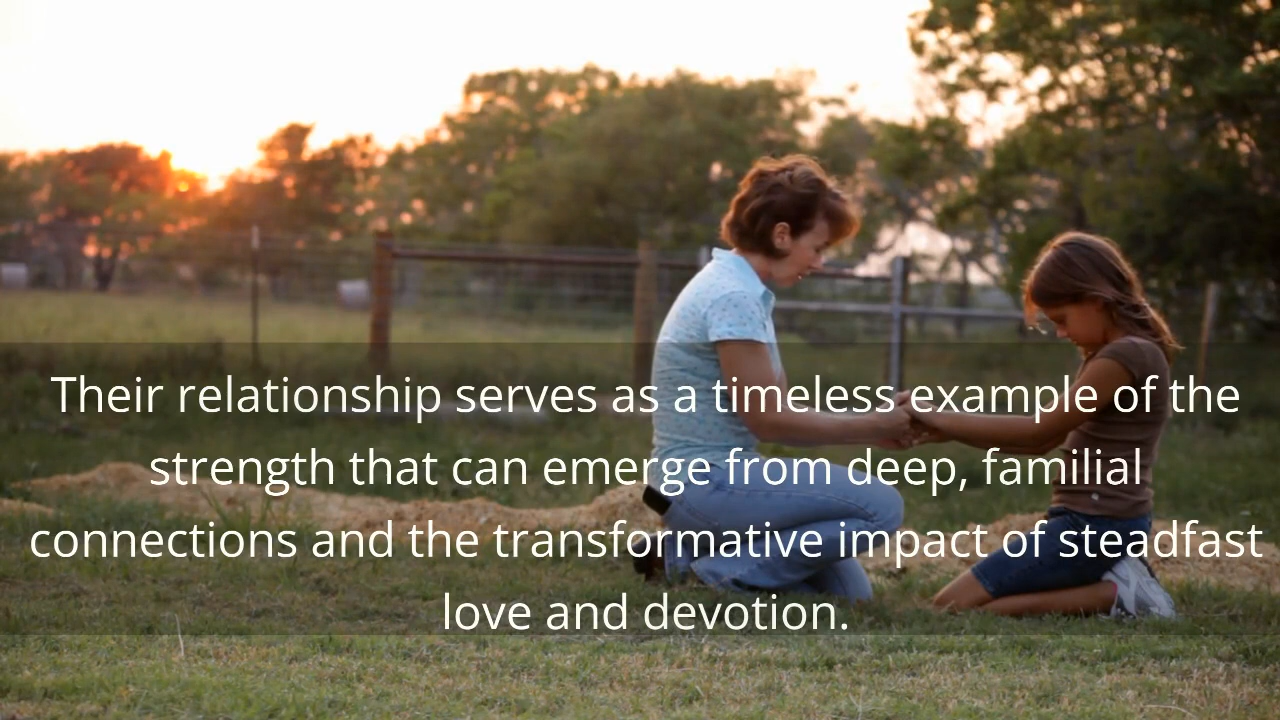 Their relationship serves as a timeless example of the
strength that can emerge from deep, familial
connections and the transformative impact of steadfast
love and devotion.